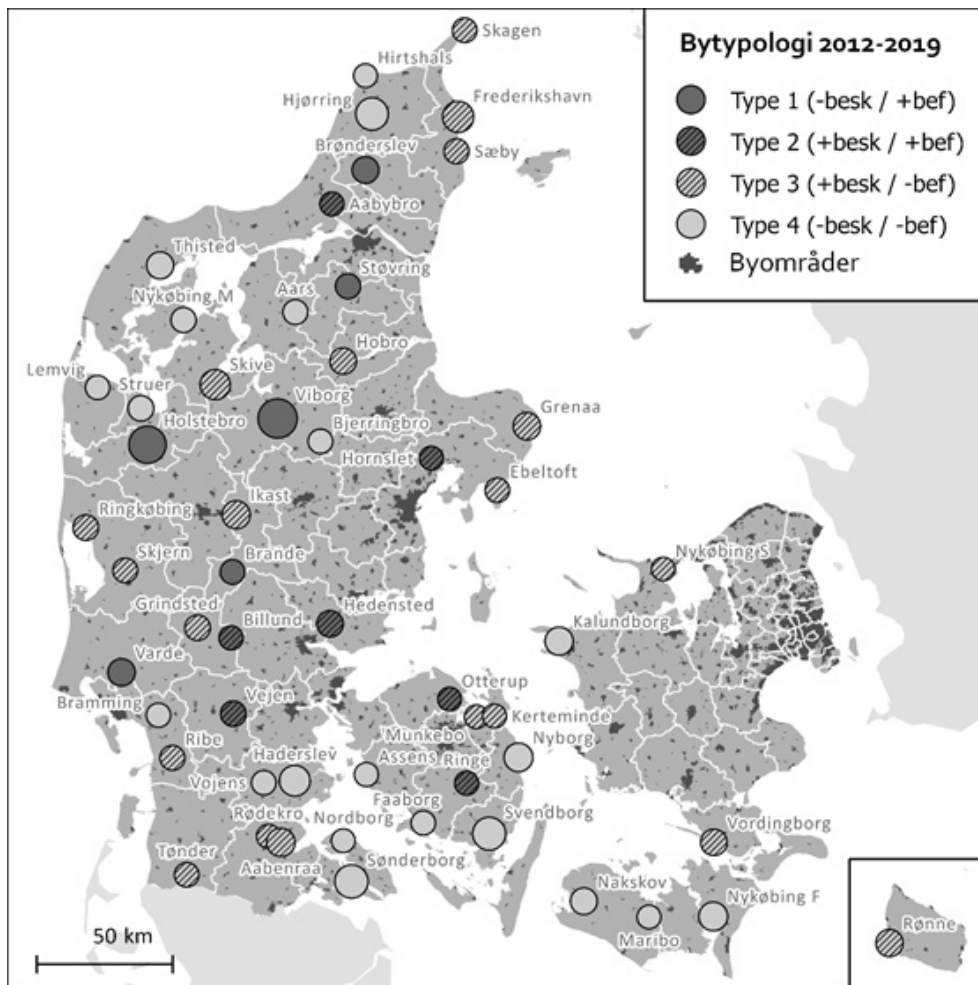 Bytypologi 2012-2019
Type 1 (-besk / +bef)
Type 2 (+besk / +bef)
Type 3 (+besk / -bef)
Type 4 (-besk / -bef)
Byområder
Skagen
Hirtshals
Hjørring
Frederikshavn
Brønderslev
Sæby
Aabybro
Thisted
Støvring
Nykøbing M
Aars
Hobro
Lemvig
Skive
Struer
Viborg
Holstebro
Bjerringbro
Grenaa
Hornslet
Ebeltoft
Ikast
Ringkøbing
Skjern
Brande
Nykøbing S
Grindsted
Billund
Hedensted
Kalundborg
Varde
Otterup
Vejen
Bramming
Kerteminde
Munkebo
Nyborg
Ribe
Haderslev
Assens
Ringe
Vojens
Faaborg
Svendborg
Rødekro
Nordborg
Vordingborg
Tønder
Aabenraa
Sønderborg
Nakskov
Nykøbing F
Maribo
Rønne
50 km